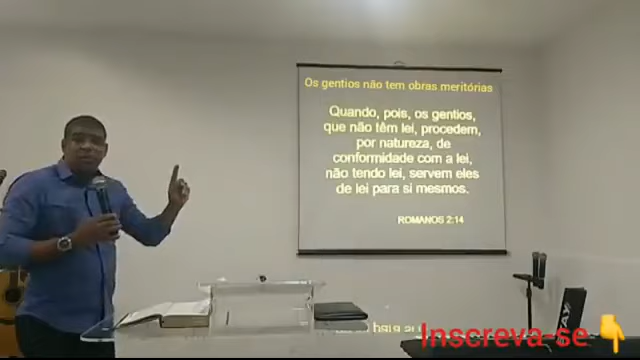 Os gentios não tem obras meritórias
Quando, pois, os gentios,
que não têm lei, procedem,
por natureza, de
conformidade com a lei,
não tendo lei, servem eles
de lei para si mesmos.
ROMANOS 2:14
STAY
Inscreva-se 👇